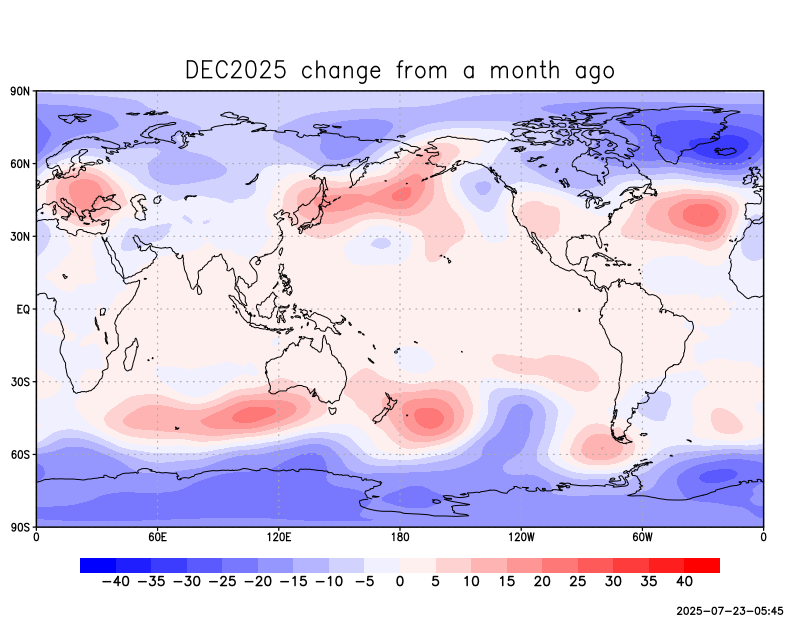 DEC2025 change from a month ago
90N
60N
30N
EQ
30S
60S
90S
0 60E 120E 180 120W 60W 0
−40 −35 −30 −25 −20 −15 −10 −5 0 5 10 15 20 25 30 35 40
2025-07-23-05:45